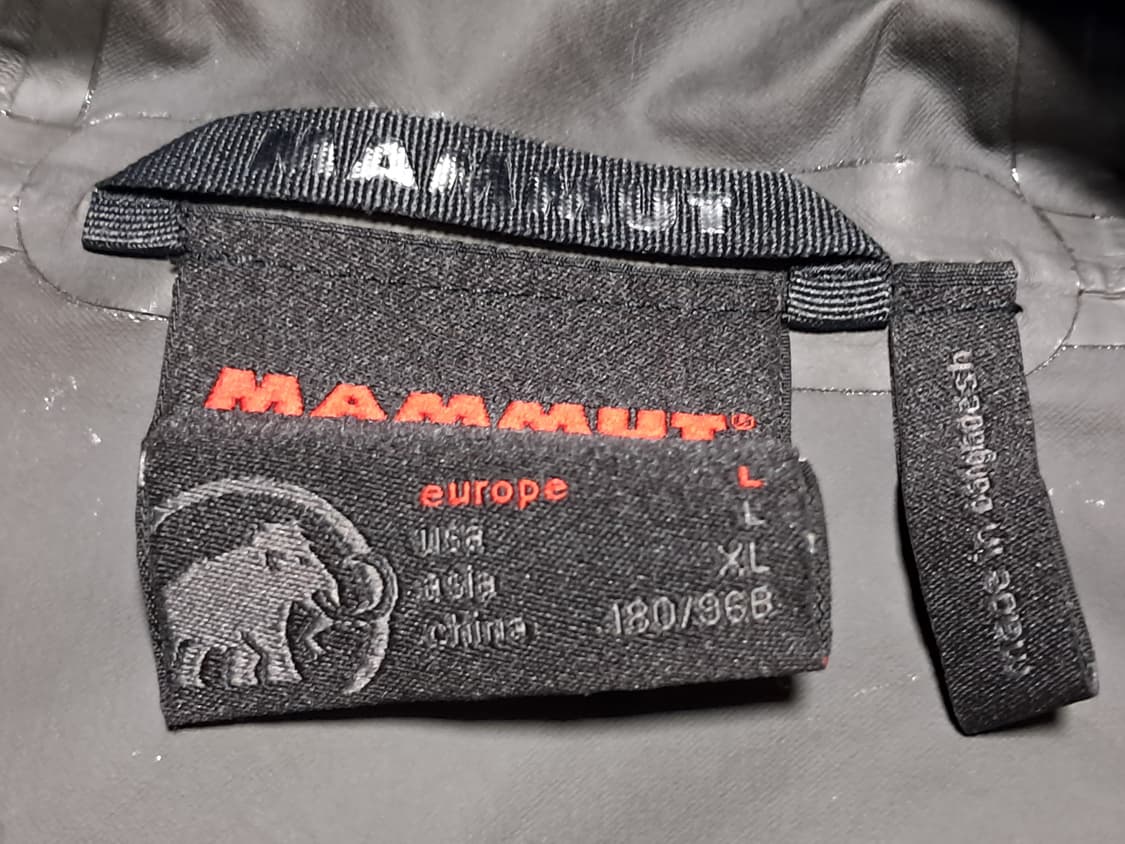 MAMMUT
MAMMUT®
europe L
usa L
asia XL
china 180/96B
made in bangladesh